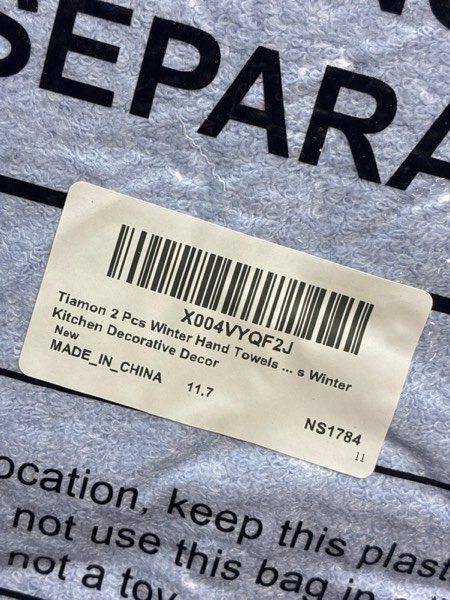 SEPARA
X004VYQF2J
Tiamon 2 Pcs Winter Hand Towels ... s Winter
Kitchen Decorative Decor
New
MADE_IN_CHINA 11.7
NS1784
11
ocation, keep this plast
not use this bag in
not a toy